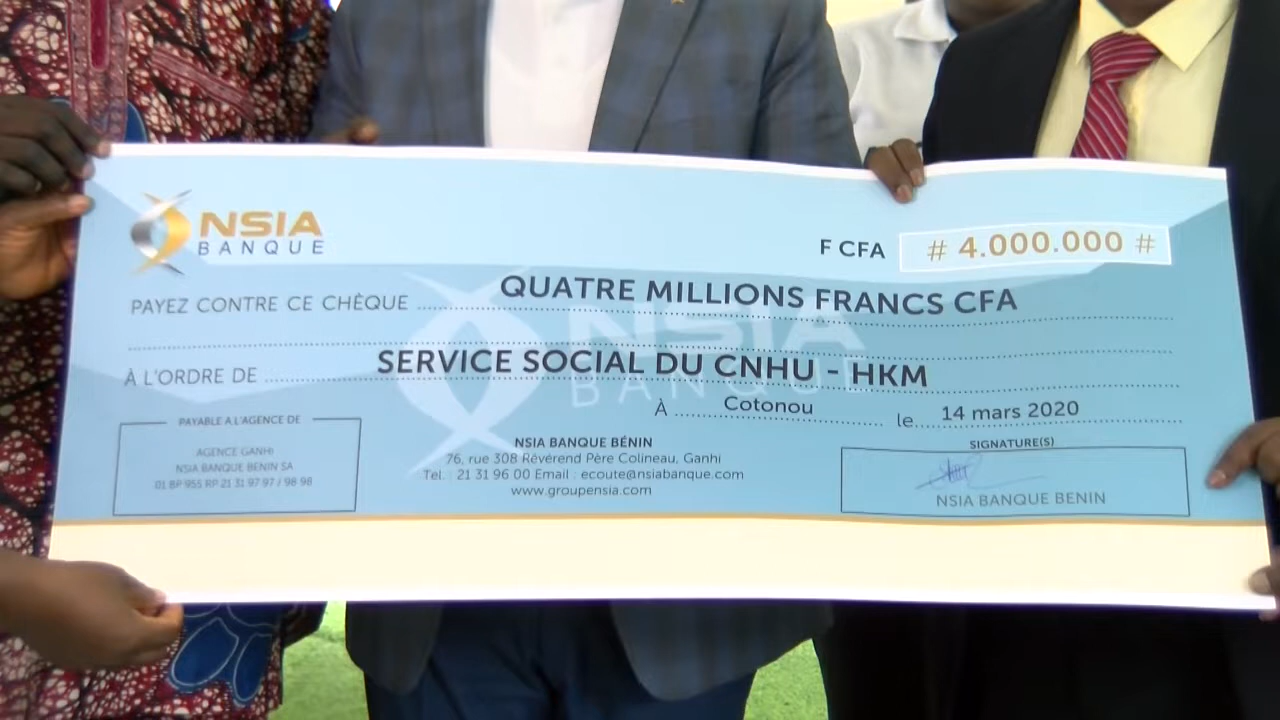 NSIA
BANQUE
F CFA # 4.000.000 #
PAYEZ CONTRE CE CHÈQUE QUATRE MILLIONS FRANCS CFA
NSIA
BANQUE
À L'ORDRE DE SERVICE SOCIAL DU CNHU - HKM
À Cotonou le 14 mars 2020
PAYABLE A L'AGENCE DE
AGENCE GANHI
NSIA BANQUE BENIN SA
01 BP 955 RP 21 31 97 97 / 98 98
NSIA BANQUE BÉNIN
76, rue 308 Révérend Père Colineau, Ganhi
Tel. : 21 31 96 00 Email : ecoute@nsiabanque.com
www.groupensia.com
SIGNATURE(S)
NSIA BANQUE BENIN